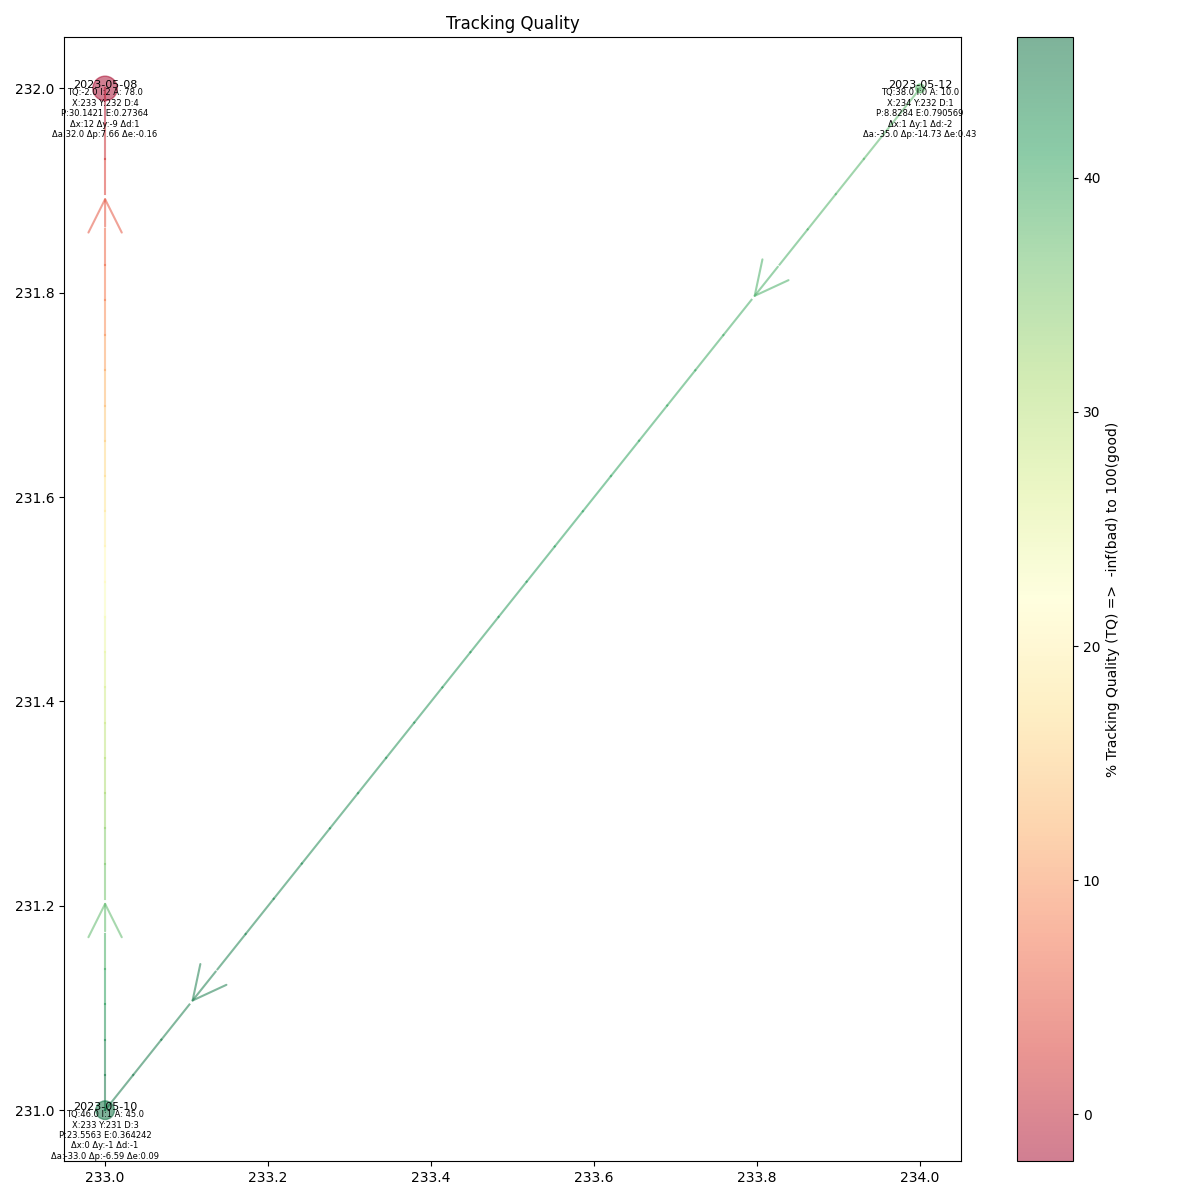 Tracking Quality
2023-05-08
TQ:-2.0 I:2 A: 78.0
X:233 Y:232 D:4
P:30.1421 E:0.27364
Δx:12 Δy:-9 Δd:1
Δa:32.0 Δp:7.66 Δe:-0.16
2023-05-12
TQ:38.0 I:0 A: 10.0
X:234 Y:232 D:1
P:8.8284 E:0.790569
Δx:1 Δy:1 Δd:-2
Δa:-35.0 Δp:-14.73 Δe:0.43
2023-05-10
TQ:46.0 I:1 A: 45.0
X:233 Y:231 D:3
P:23.5563 E:0.364242
Δx:0 Δy:-1 Δd:-1
Δa:-33.0 Δp:-6.59 Δe:0.09
232.0
231.8
231.6
231.4
231.2
231.0
233.0 233.2 233.4 233.6 233.8 234.0
40
30
20
10
0
% Tracking Quality (TQ) => -inf(bad) to 100(good)